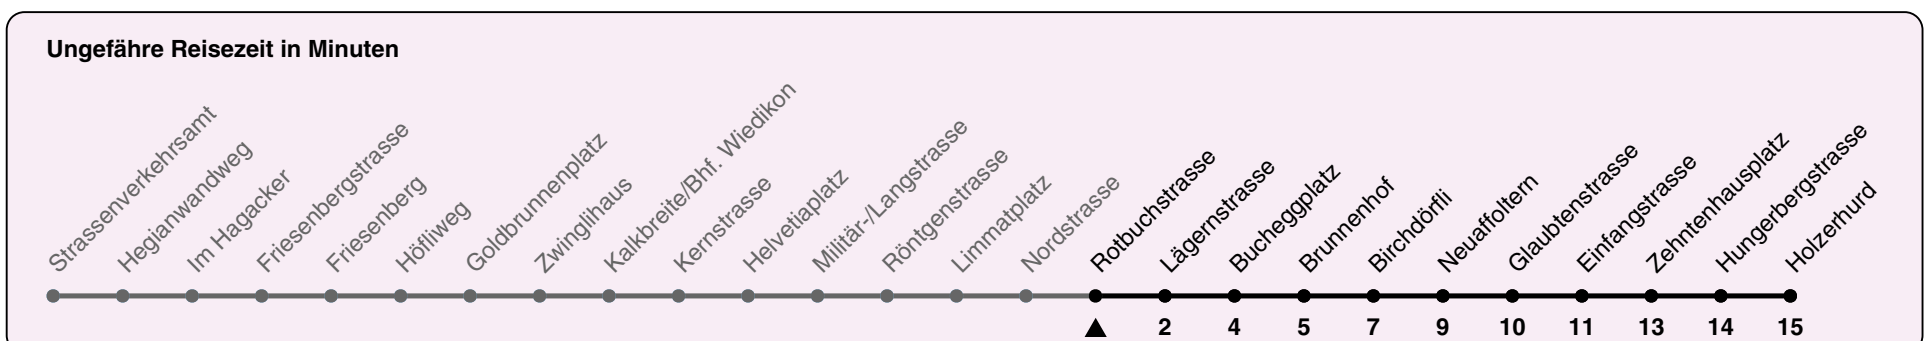 Ungefähre Reisezeit in Minuten
Strassenverkehrsamt
Hegianwandweg
Im Hagacker
Friesenbergstrasse
Friesenberg
Höfliweg
Goldbrunnenplatz
Zwinglihaus
Kalkbreite/Bhf. Wiedikon
Kernstrasse
Helvetiaplatz
Militär-/Langstrasse
Röntgenstrasse
Limmatplatz
Nordstrasse
Rotbuchstrasse
Lägernstrasse
Bucheggplatz
Brunnenhof
Birchdörfli
Neuaffoltern
Glaubtenstrasse
Einfangstrasse
Zehntenhausplatz
Hungerbergstrasse
Holzerhurd
2 4 5 7 9 10 11 13 14 15